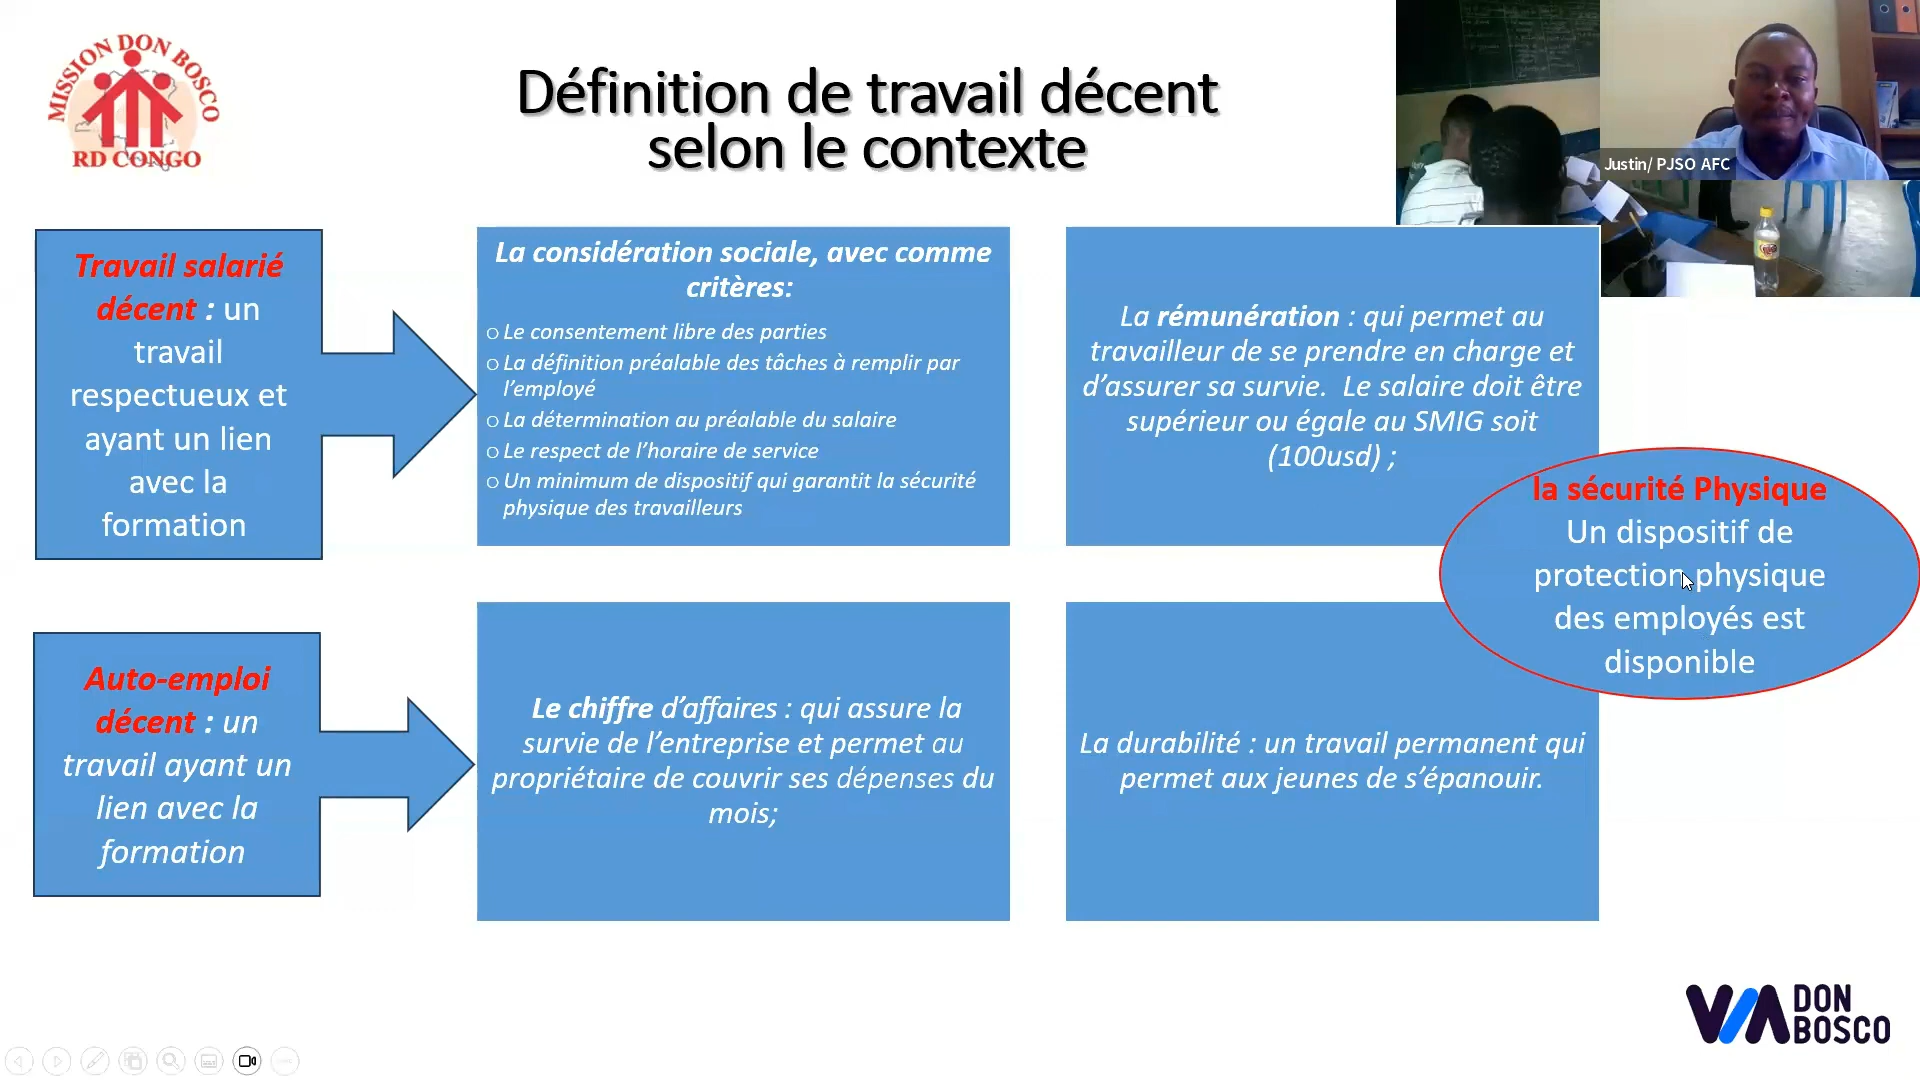 MISSION DON BOSCO
RD CONGO
Définition de travail décent
selon le contexte
Justin/ PJSO AFC
Travail salarié
décent : un
travail
respectueux et
ayant un lien
avec la
formation
La considération sociale, avec comme
critères:
o Le consentement libre des parties
o La définition préalable des tâches à remplir par
l’employé
o La détermination au préalable du salaire
o Le respect de l’horaire de service
o Un minimum de dispositif qui garantit la sécurité
physique des travailleurs
La rémunération : qui permet au
travailleur de se prendre en charge et
d’assurer sa survie. Le salaire doit être
supérieur ou égale au SMIG soit
(100usd) ;
la sécurité Physique
Un dispositif de
protection physique
des employés est
disponible
Auto-emploi
décent : un
travail ayant un
lien avec la
formation
Le chiffre d’affaires : qui assure la
survie de l’entreprise et permet au
propriétaire de couvrir ses dépenses du
mois;
La durabilité : un travail permanent qui
permet aux jeunes de s’épanouir.
VIA DON
BOSCO